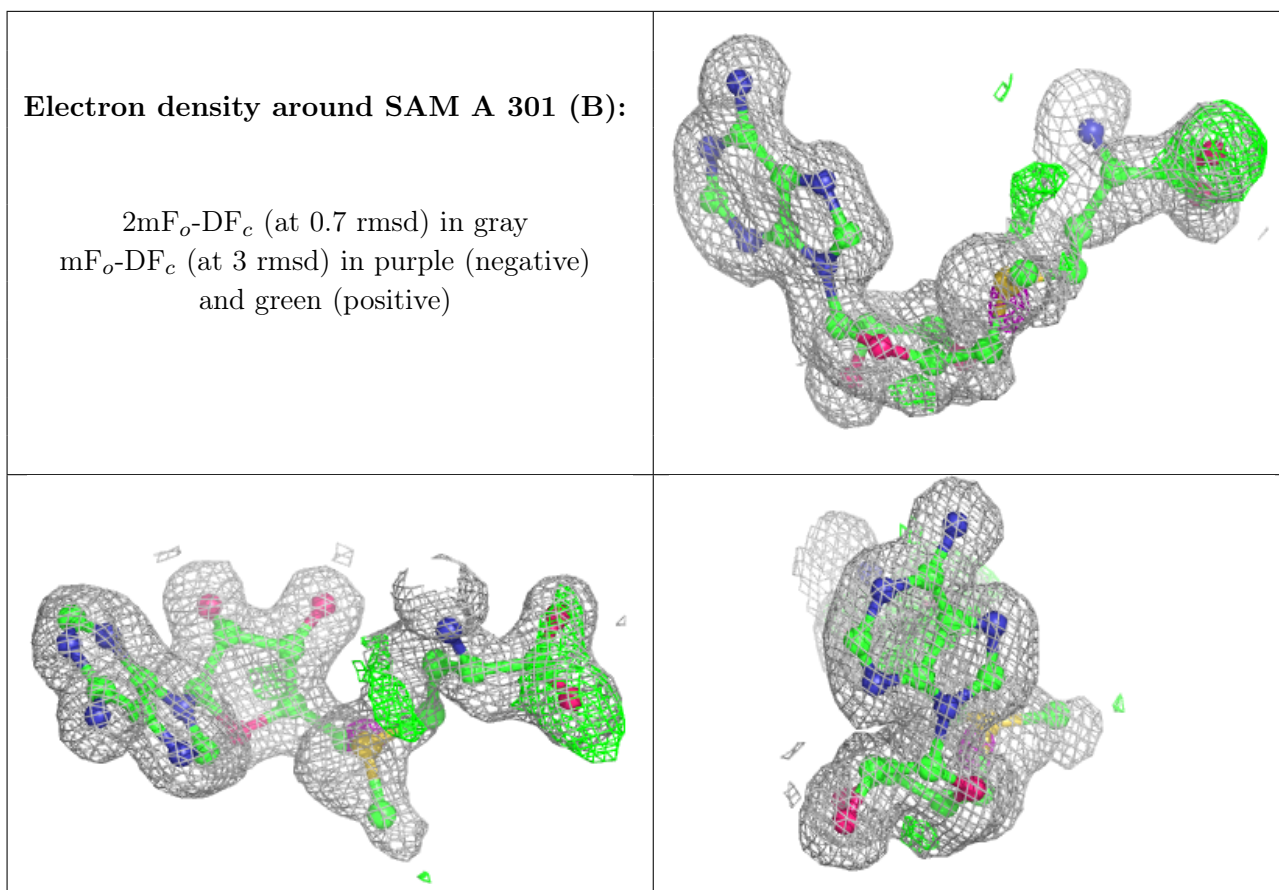 Electron density around SAM A 301 (B):
2mFₒ-DF𝒸 (at 0.7 rmsd) in gray
mFₒ-DF𝒸 (at 3 rmsd) in purple (negative)
and green (positive)